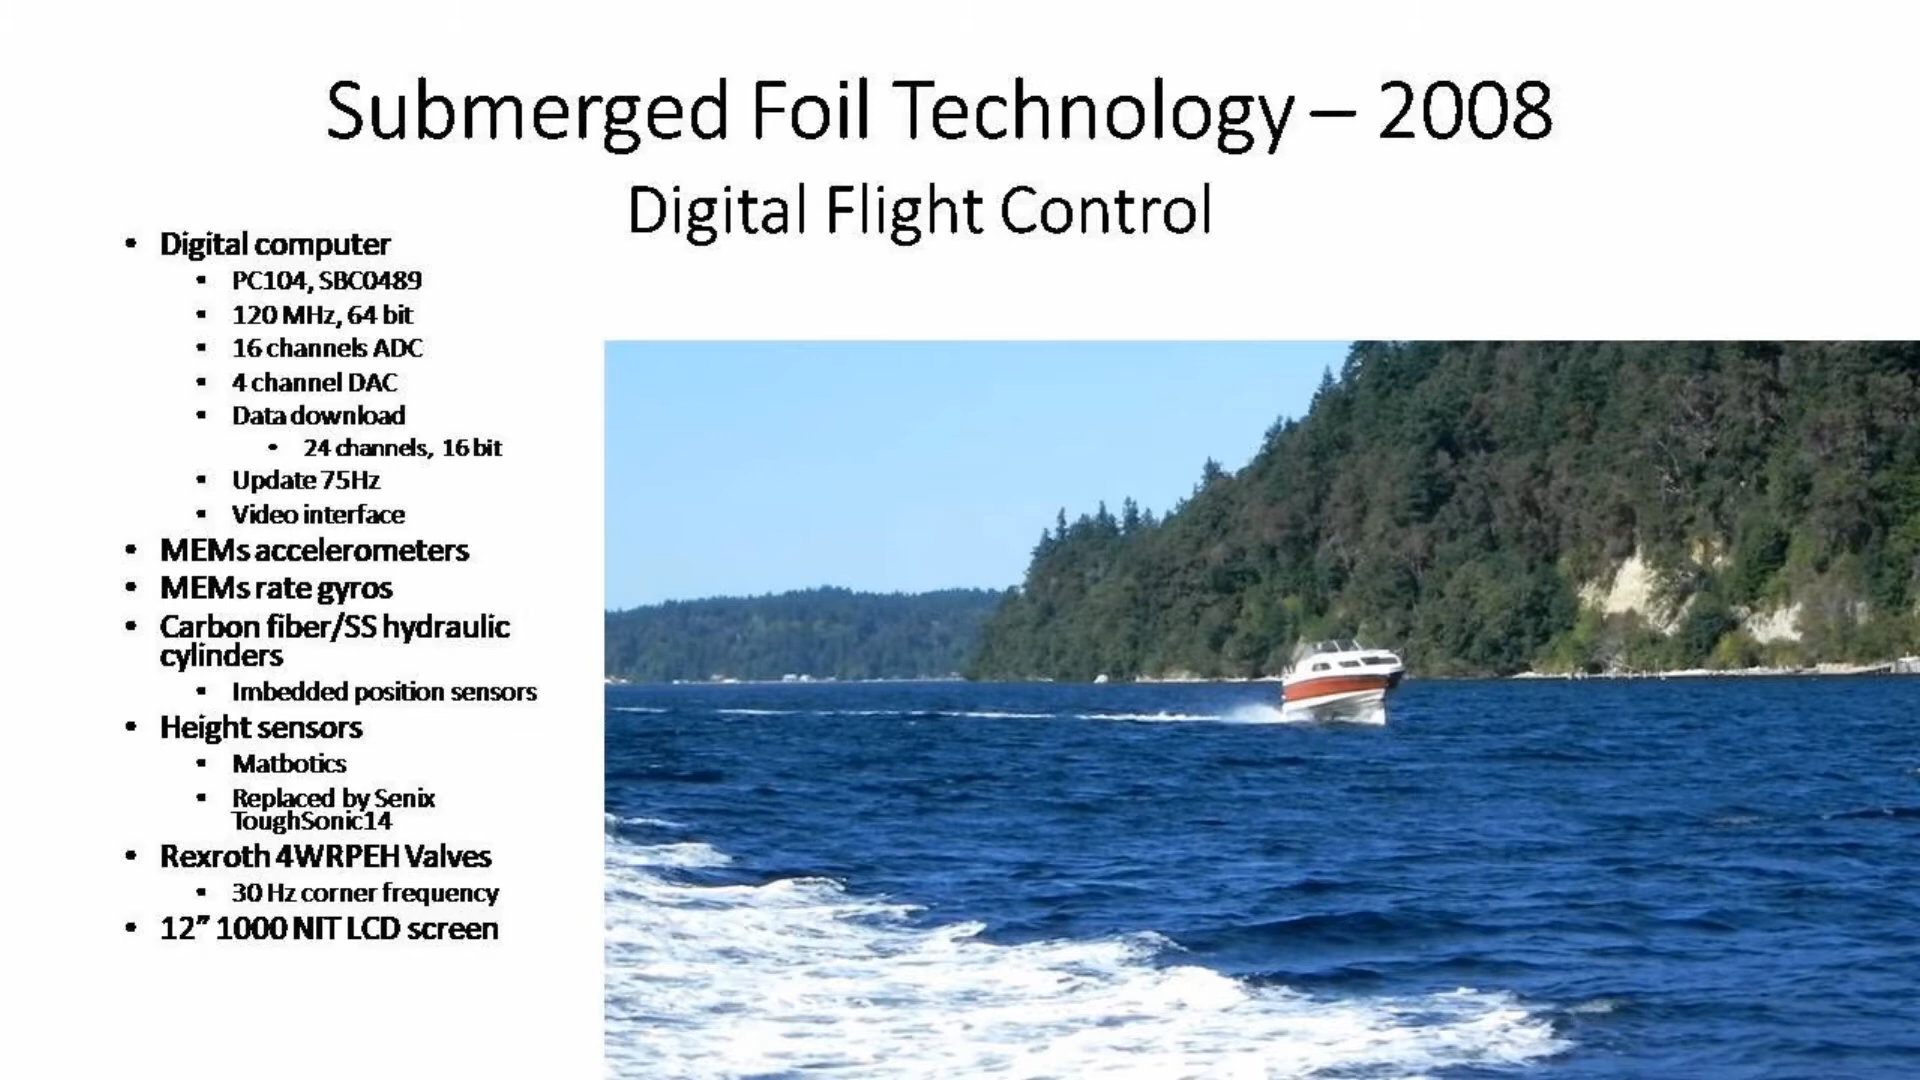 Submerged Foil Technology – 2008
Digital Flight Control
• Digital computer
▪ PC104, SBC0489
▪ 120 MHz, 64 bit
▪ 16 channels ADC
▪ 4 channel DAC
▪ Data download
• 24 channels, 16 bit
▪ Update 75Hz
▪ Video interface
• MEMs accelerometers
• MEMs rate gyros
• Carbon fiber/SS hydraulic
cylinders
▪ Imbedded position sensors
• Height sensors
▪ Matbotics
▪ Replaced by Senix
ToughSonic14
• Rexroth 4WRPEH Valves
▪ 30 Hz corner frequency
• 12” 1000 NIT LCD screen